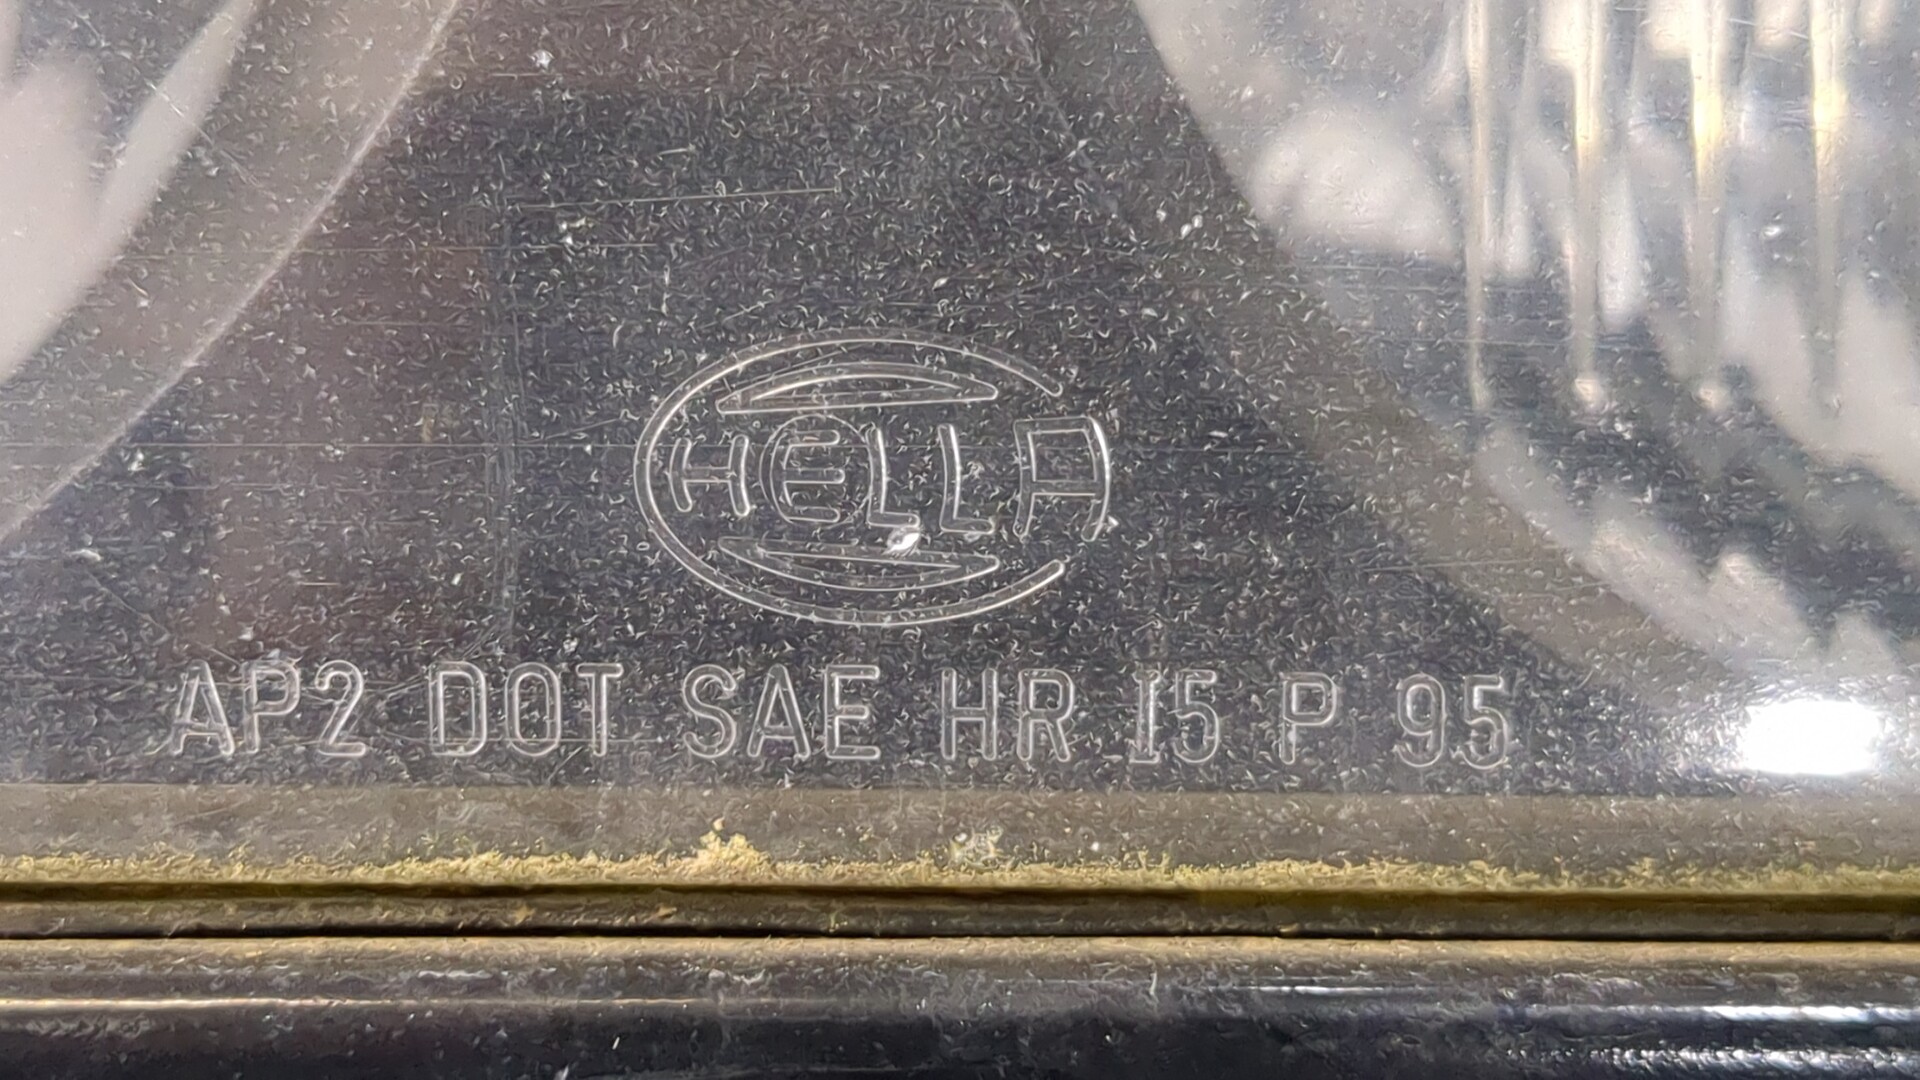 HELLA
AP2 DOT SAE HR I5 P 95